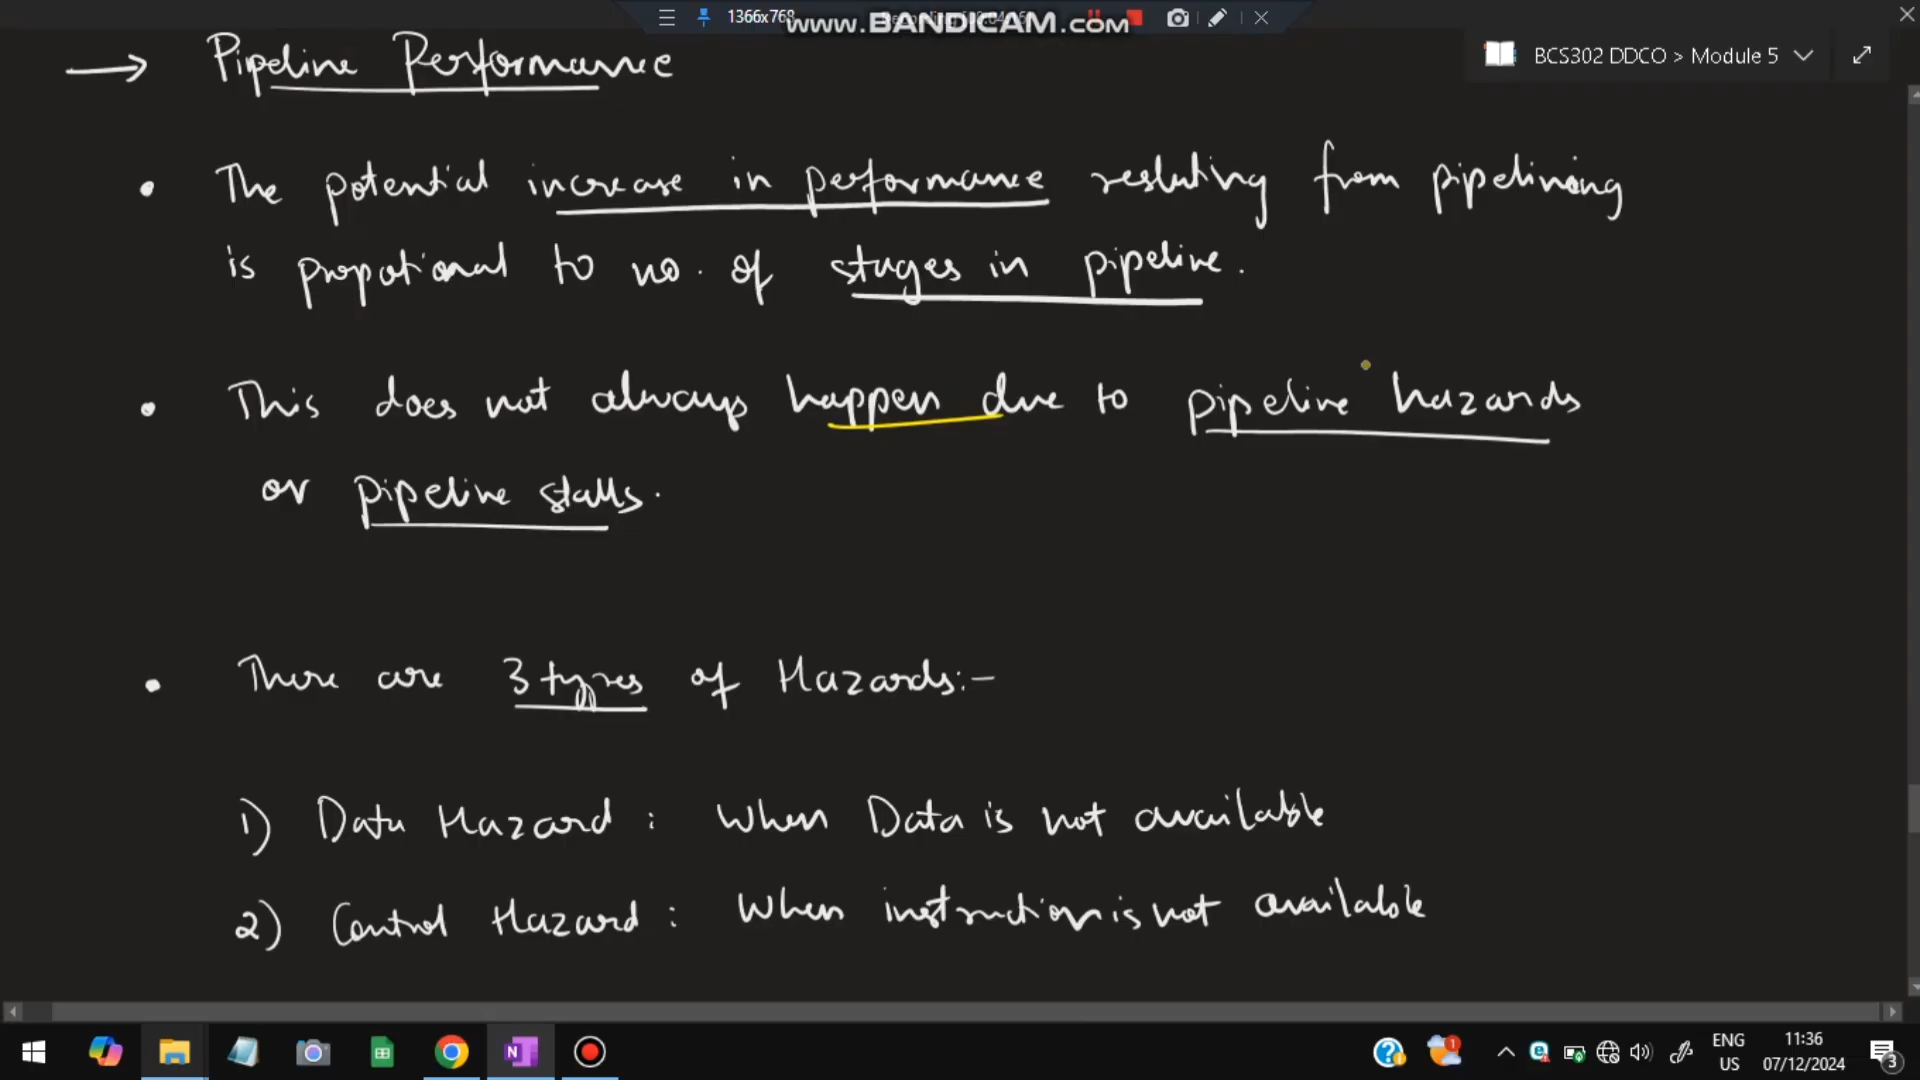 1366x768
www.BANDICAM.com
BCS302 DDCO > Module 5
→ Pipeline Performance
• The potential increase in performance resluting from pipelining
is propotional to no. of stages in pipeline.
• This does not always happen due to pipeline hazards
or pipeline stalls.
• There are 3 types of Hazards:-
1) Data Hazard : When Data is not available
2) Control Hazard : When instruction is not available
ENG
US
11:36
07/12/2024
3